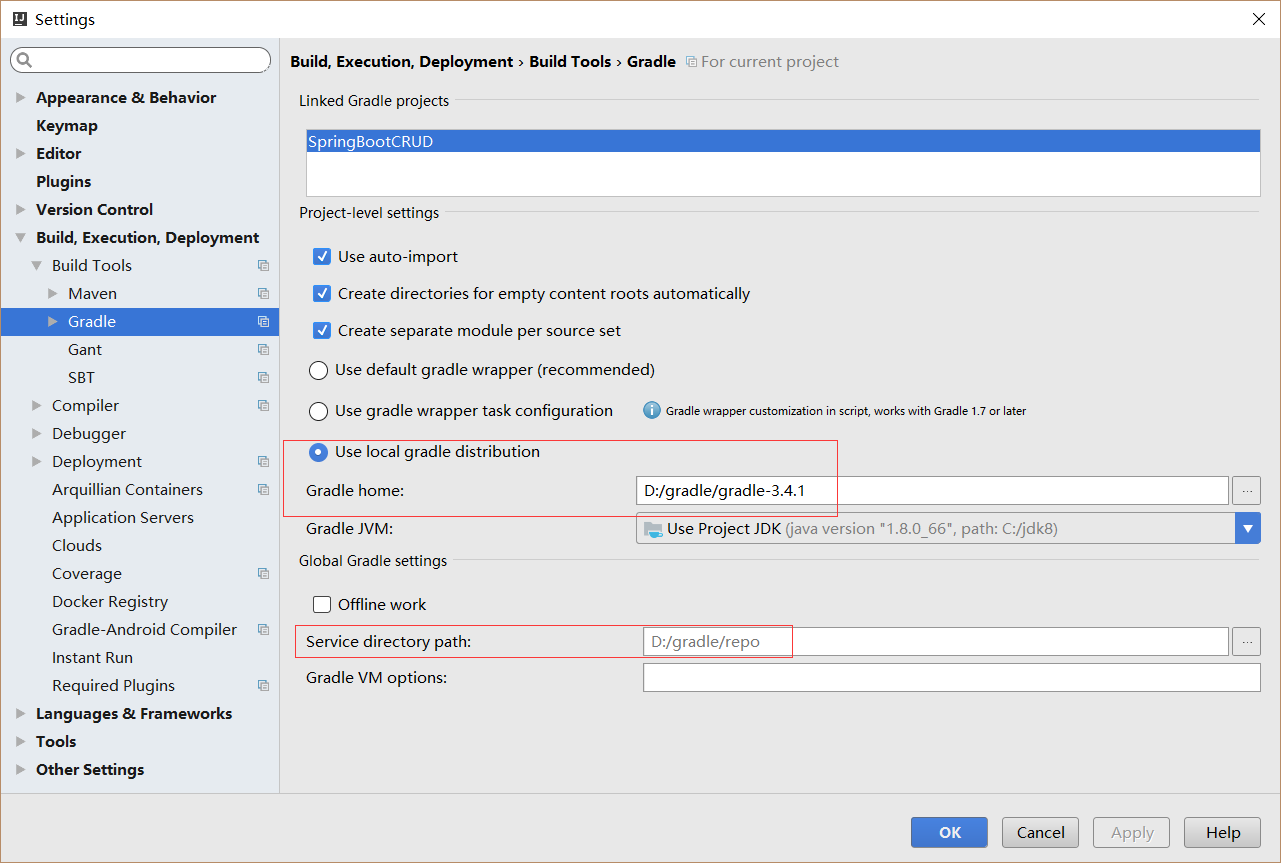 Settings
Build, Execution, Deployment › Build Tools › Gradle For current project
Appearance & Behavior
Keymap
Editor
Plugins
Version Control
Build, Execution, Deployment
Build Tools
Maven
Gradle
Gant
SBT
Compiler
Debugger
Deployment
Arquillian Containers
Application Servers
Clouds
Coverage
Docker Registry
Gradle-Android Compiler
Instant Run
Required Plugins
Languages & Frameworks
Tools
Other Settings
Linked Gradle projects
SpringBootCRUD
Project-level settings
Use auto-import
Create directories for empty content roots automatically
Create separate module per source set
Use default gradle wrapper (recommended)
Use gradle wrapper task configuration Gradle wrapper customization in script, works with Gradle 1.7 or later
Use local gradle distribution
Gradle home: D:/gradle/gradle-3.4.1 ...
Gradle JVM: Use Project JDK (java version "1.8.0_66", path: C:/jdk8)
Global Gradle settings
Offline work
Service directory path: D:/gradle/repo ...
Gradle VM options:
OK Cancel Apply Help